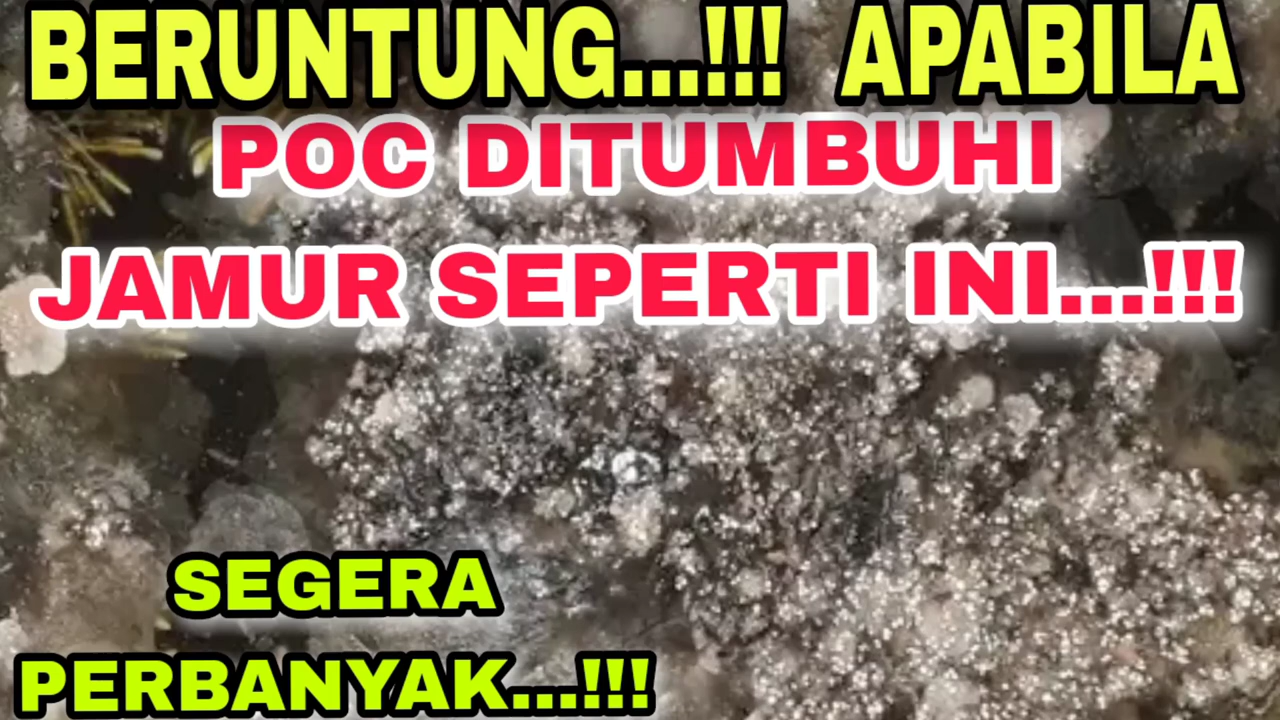 BERUNTUNG...!!! APABILA
POC DITUMBUHI
JAMUR SEPERTI INI...!!!
SEGERA
PERBANYAK...!!!